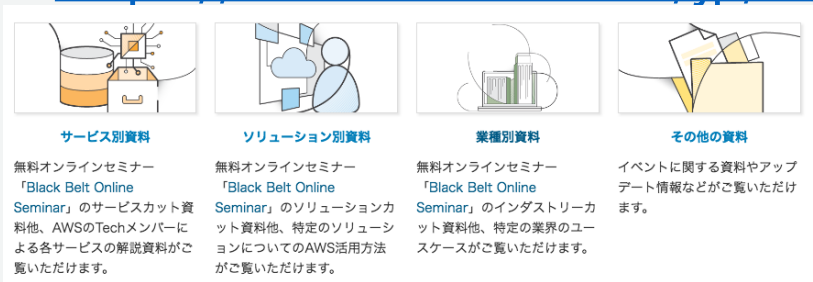 サービス別資料
無料オンラインセミナー
「Black Belt Online
Seminar」のサービスカット資
料他、AWSのTechメンバーに
よる各サービスの解説資料がご
覧いただけます。
ソリューション別資料
無料オンラインセミナー
「Black Belt Online
Seminar」のソリューションカ
ット資料他、特定のソリューシ
ョンについてのAWS活用方法
がご覧いただけます。
業種別資料
無料オンラインセミナー
「Black Belt Online
Seminar」のインダストリーカ
ット資料他、特定の業界のユー
スケースがご覧いただけます。
その他の資料
イベントに関する資料やアップ
デート情報などがご覧いただけ
ます。